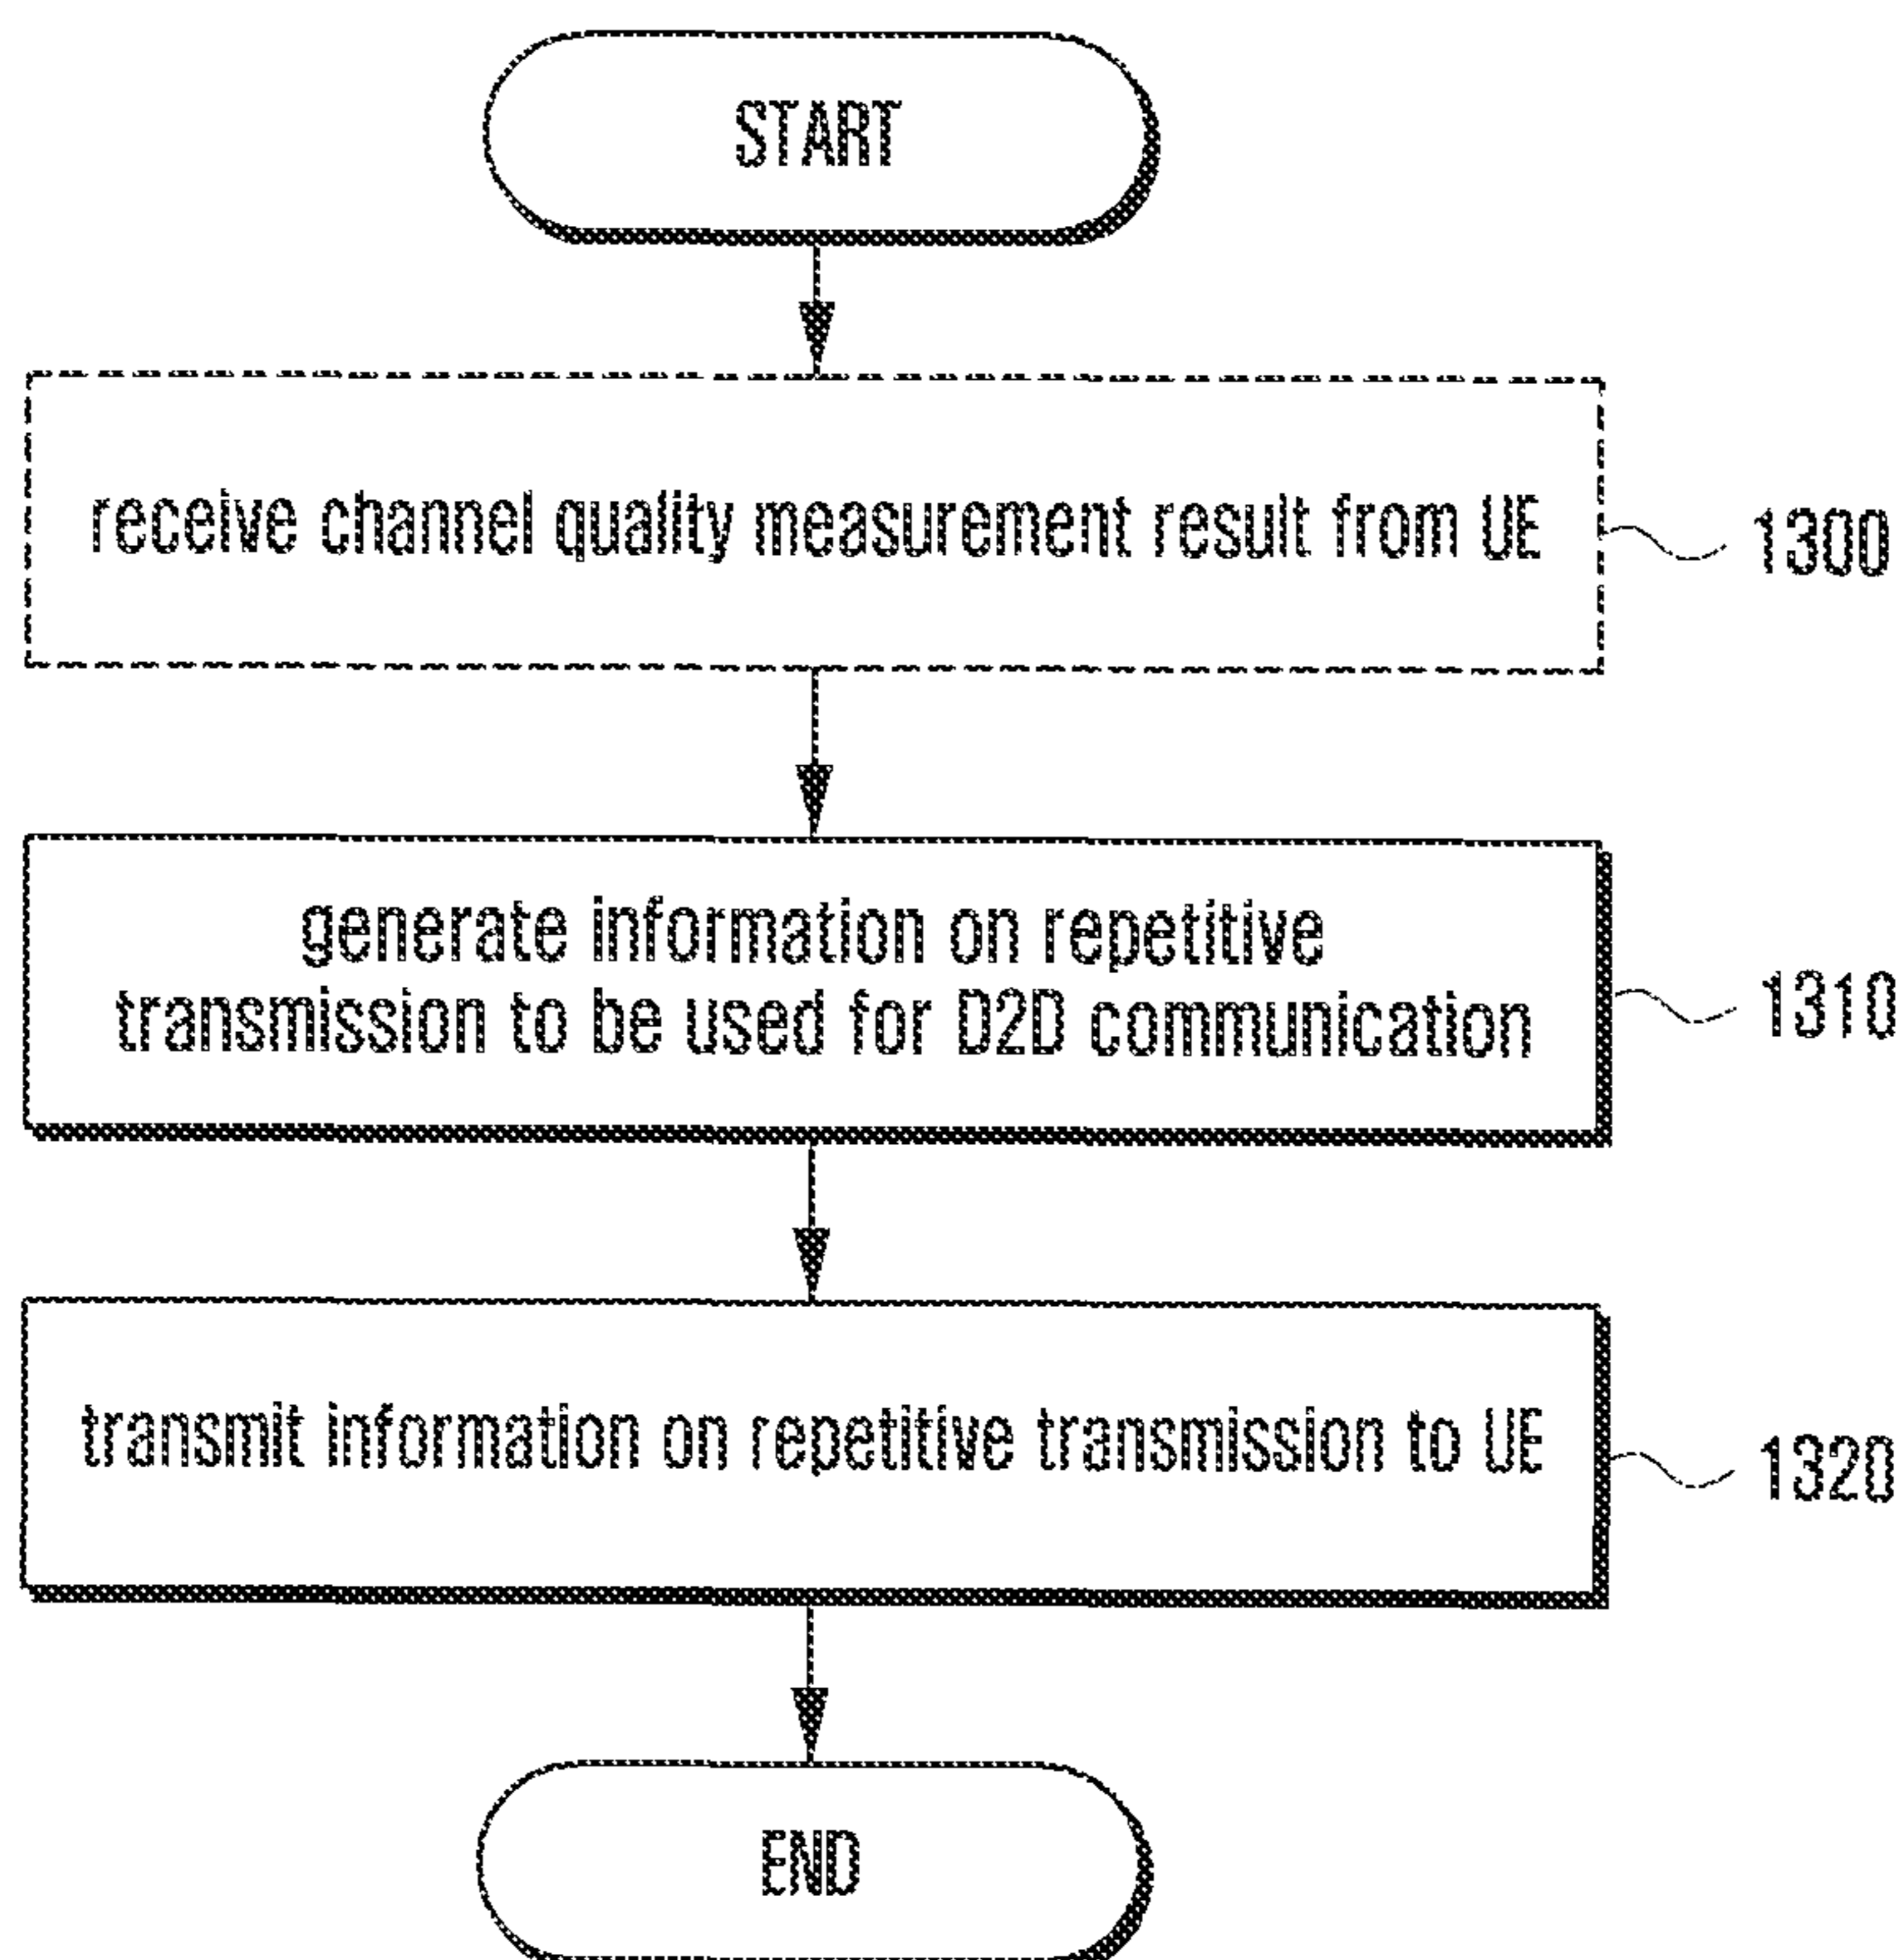 START
receive channel quality measurement result from UE
1300
generate information on repetitive
transmission to be used for D2D communication
1310
transmit information on repetitive transmission to UE
1320
END